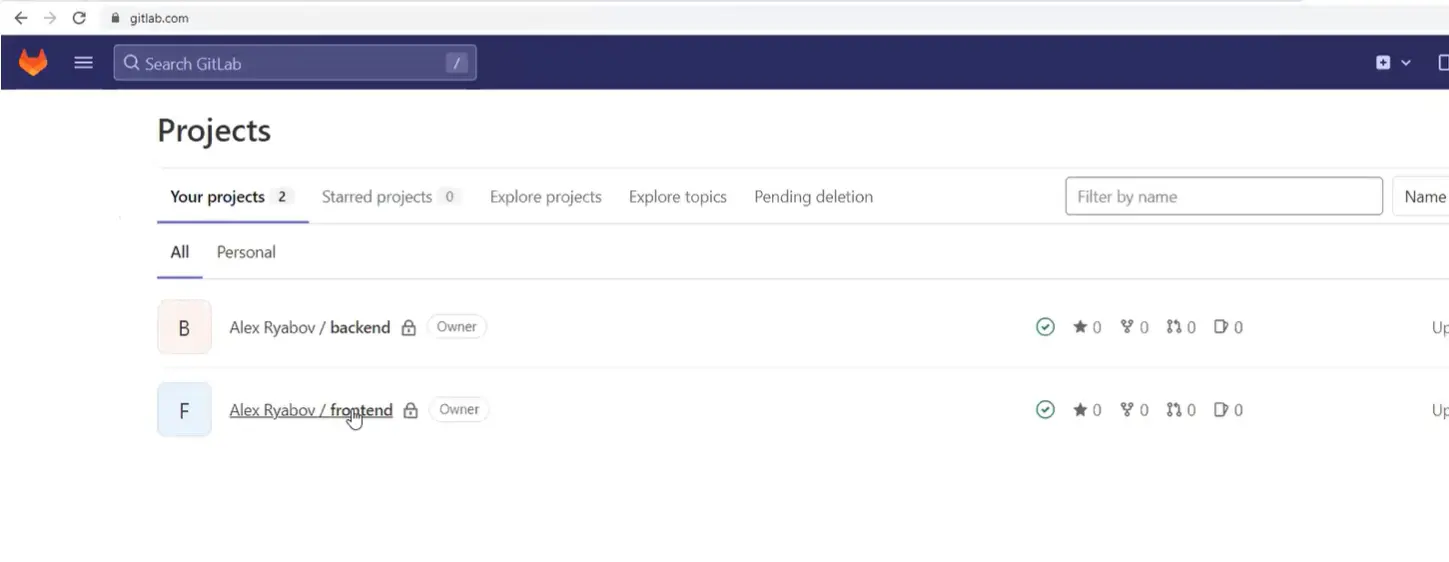 gitlab.com
Search GitLab /
Projects
Your projects 2 Starred projects 0 Explore projects Explore topics Pending deletion Filter by name Name
All Personal
B Alex Ryabov / backend Owner 0 0 0 0 Up
F Alex Ryabov / frontend Owner 0 0 0 0 Up